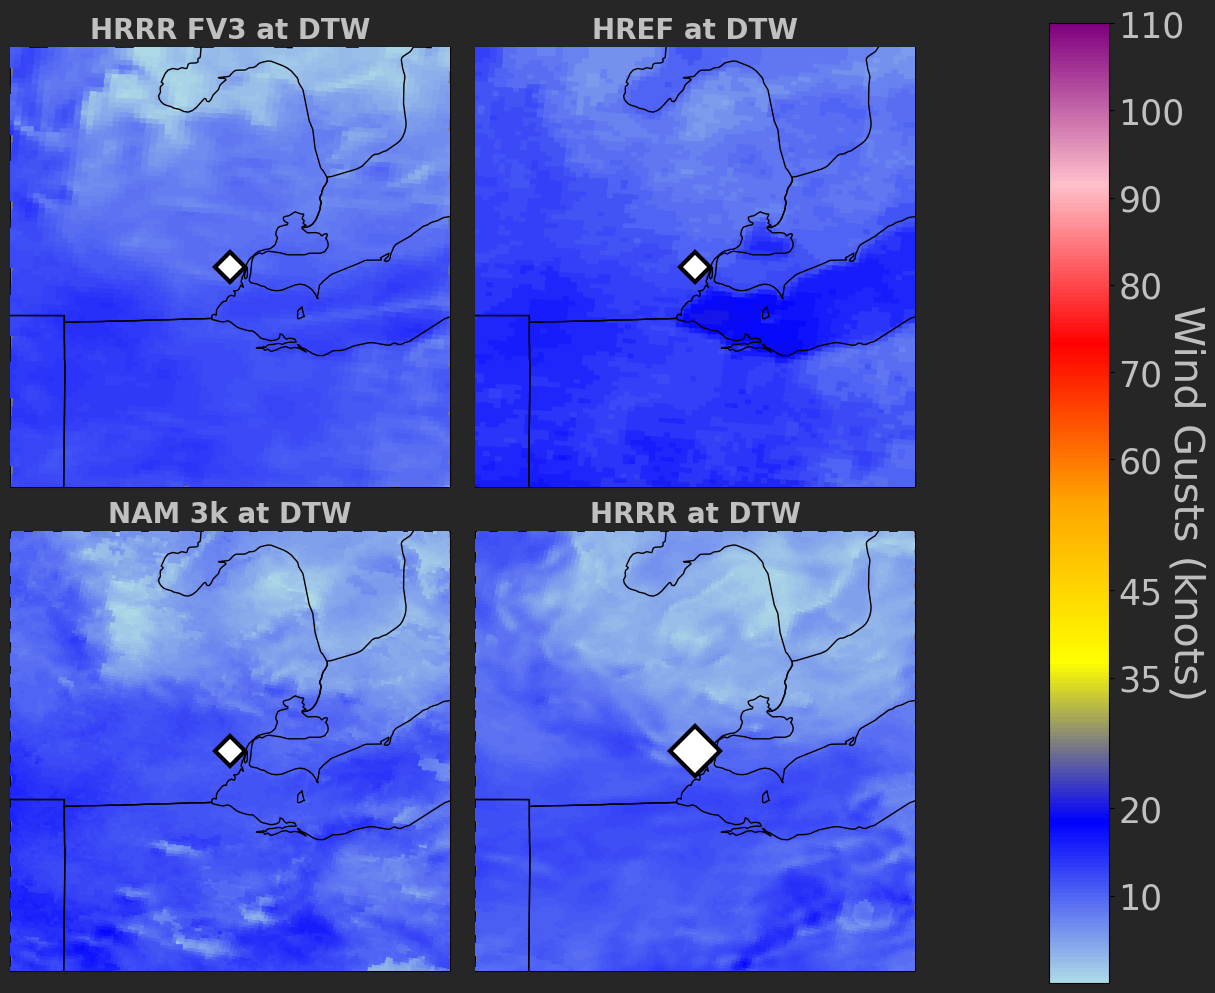 HRRR FV3 at DTW
HREF at DTW
NAM 3k at DTW
HRRR at DTW
110
100
90
80
70
60
45
35
20
10
Wind Gusts (knots)